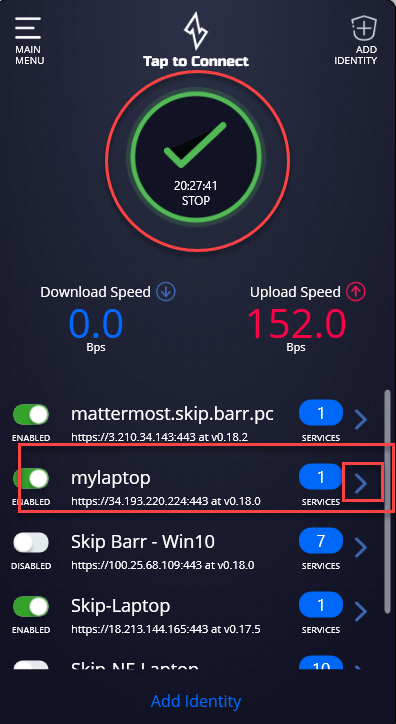 MAIN
MENU
Tap to Connect
ADD
IDENTITY
20:27:41
STOP
Download Speed
0.0
Bps
Upload Speed
152.0
Bps
mattermost.skip.barr.pc
1
ENABLED
https://3.210.34.143:443 at v0.18.2
SERVICES
mylaptop
1
ENABLED
https://34.193.220.224:443 at v0.18.0
SERVICES
Skip Barr - Win10
7
DISABLED
https://100.25.68.109:443 at v0.18.0
SERVICES
Skip-Laptop
1
ENABLED
https://18.213.144.165:443 at v0.17.5
SERVICES
Skip-NF Laptop
10
Add Identity